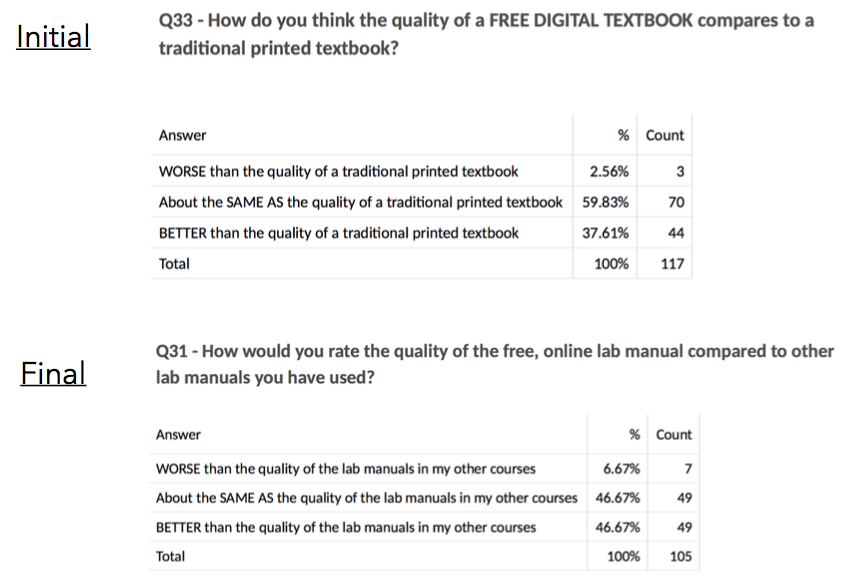 Initial
Q33 - How do you think the quality of a FREE DIGITAL TEXTBOOK compares to a
traditional printed textbook?
Answer % Count
WORSE than the quality of a traditional printed textbook 2.56% 3
About the SAME AS the quality of a traditional printed textbook 59.83% 70
BETTER than the quality of a traditional printed textbook 37.61% 44
Total 100% 117
Final
Q31 - How would you rate the quality of the free, online lab manual compared to other
lab manuals you have used?
Answer % Count
WORSE than the quality of the lab manuals in my other courses 6.67% 7
About the SAME AS the quality of the lab manuals in my other courses 46.67% 49
BETTER than the quality of the lab manuals in my other courses 46.67% 49
Total 100% 105